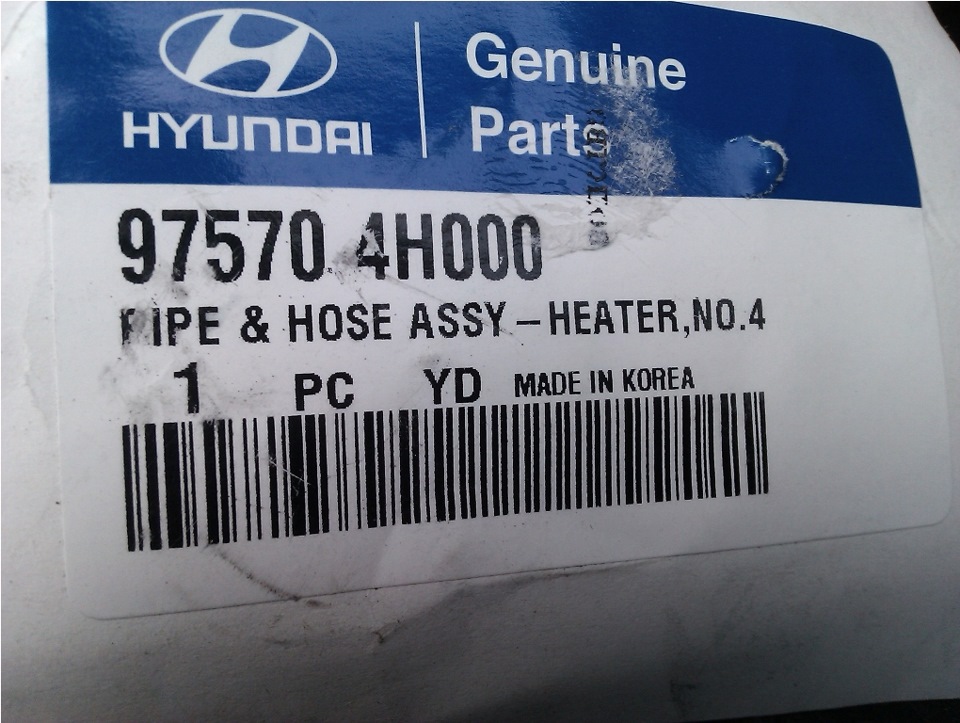 HYUNDAI
Genuine
Parts
97570 4H000
PIPE & HOSE ASSY – HEATER,NO.4
1 PC YD MADE IN KOREA